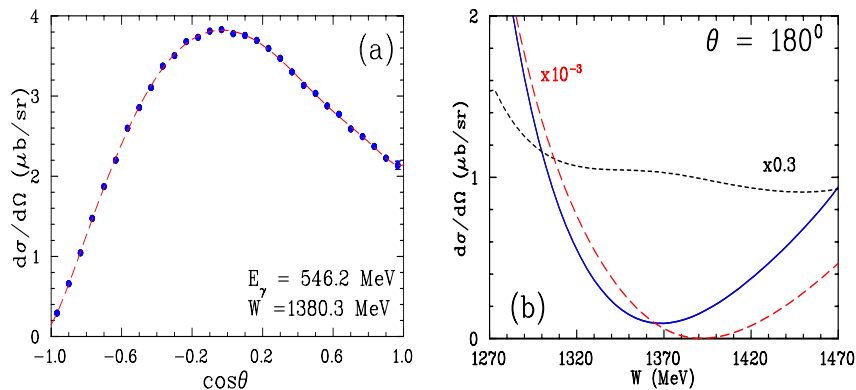 (a)
dσ/dΩ (μb/sr)
4
3
2
1
0
E_γ = 546.2 MeV
W =1380.3 MeV
-1.0 -0.6 -0.2 0.2 0.6 1.0
cosθ
θ = 180⁰
x10⁻³
x0.3
(b)
dσ/dΩ (μb/sr)
2
1
0
1270 1320 1370 1420 1470
W (MeV)